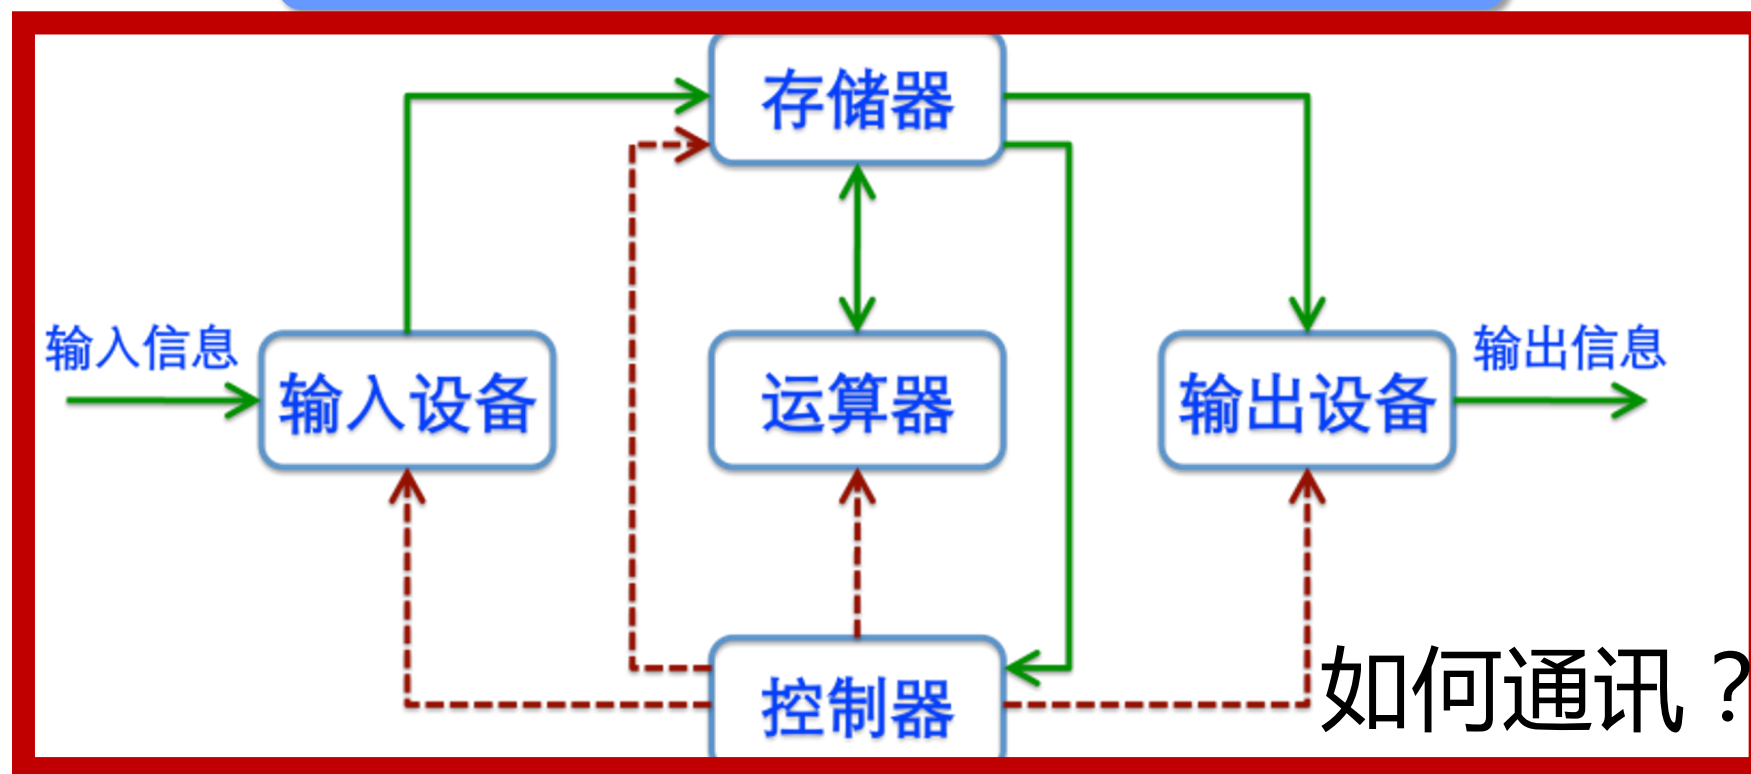 存储器
输入信息
输入设备
运算器
输出设备
输出信息
控制器
如何通讯？